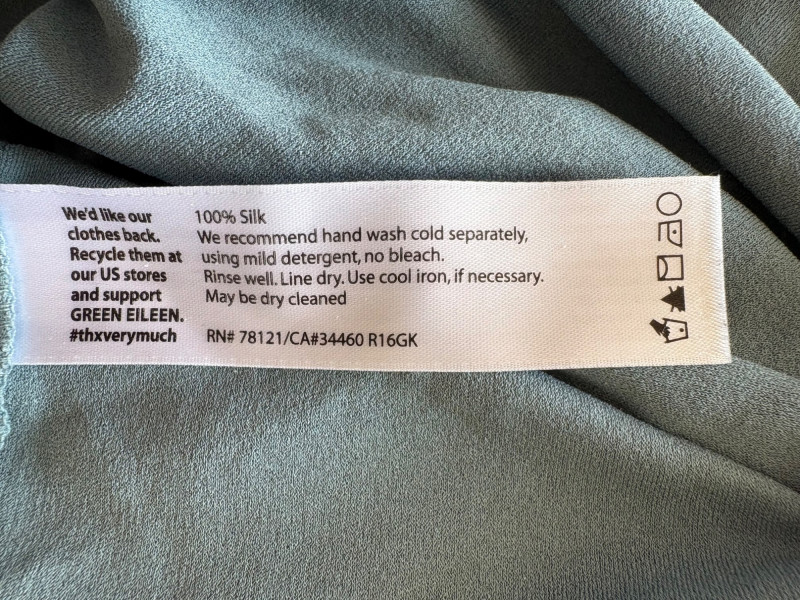 We'd like our
clothes back.
Recycle them at
our US stores
and support
GREEN EILEEN.
#thxverymuch
100% Silk
We recommend hand wash cold separately,
using mild detergent, no bleach.
Rinse well. Line dry. Use cool iron, if necessary.
May be dry cleaned
RN# 78121/CA#34460 R16GK